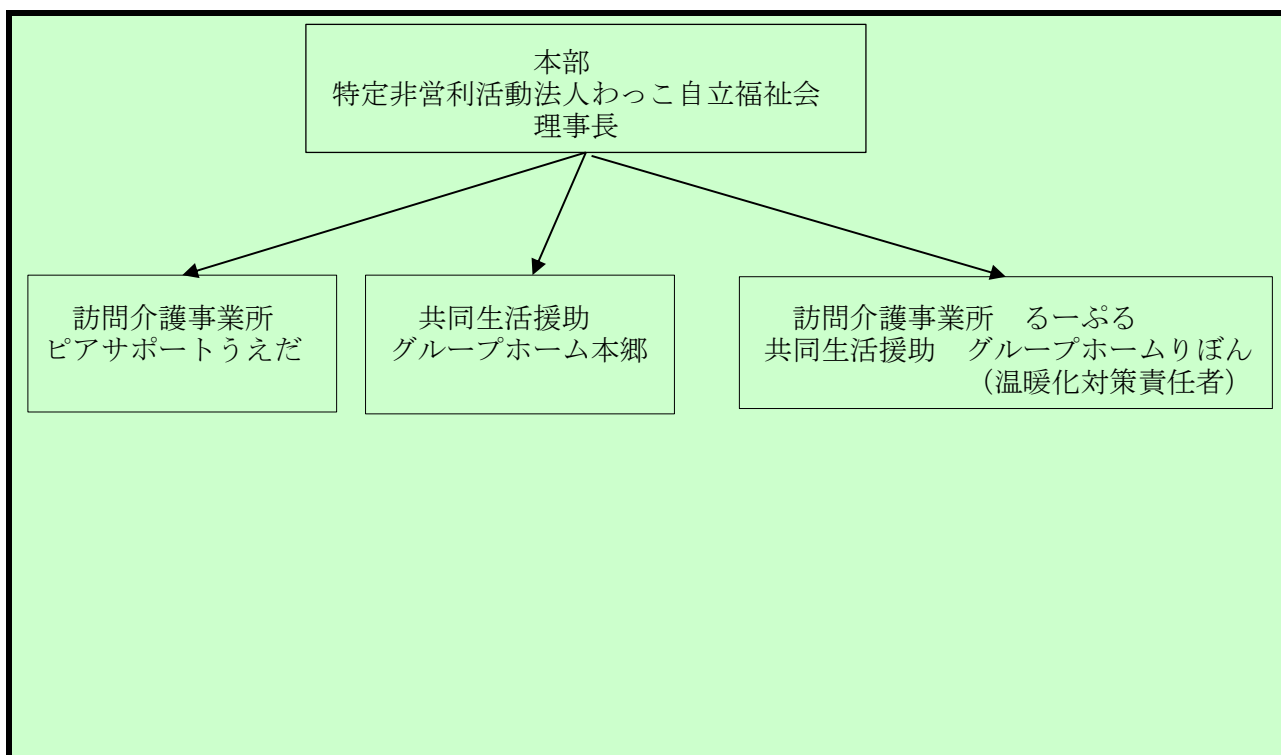 本部
特定非営利活動法人わっこ自立福祉会
理事長
訪問介護事業所
ピアサポートうえだ
共同生活援助
グループホーム本郷
訪問介護事業所　るーぷる
共同生活援助　グループホームりぼん
（温暖化対策責任者）